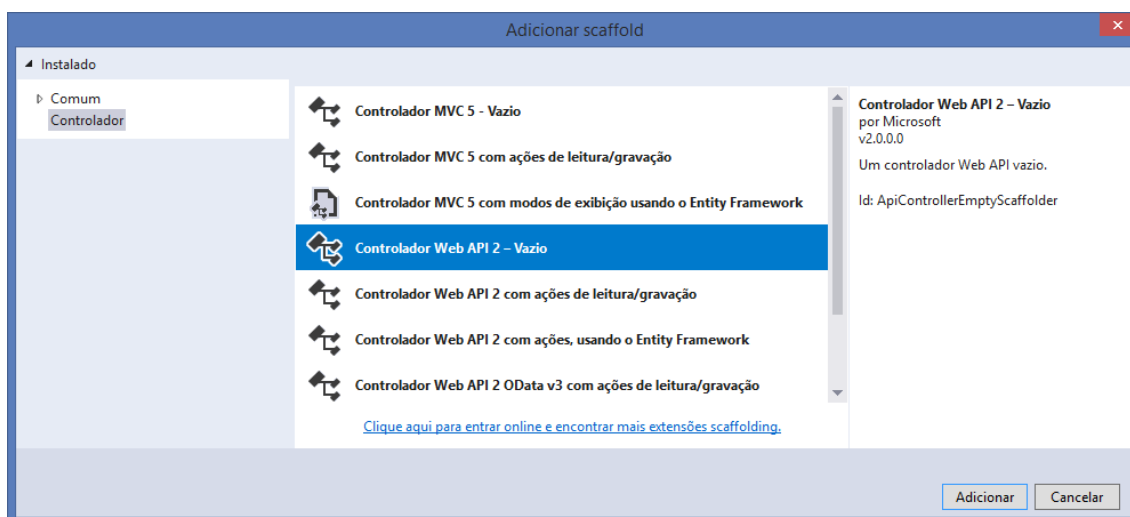 Adicionar scaffold
Instalado
Comum
Controlador
Controlador MVC 5 - Vazio
Controlador MVC 5 com ações de leitura/gravação
Controlador MVC 5 com modos de exibição usando o Entity Framework
Controlador Web API 2 – Vazio
Controlador Web API 2 com ações de leitura/gravação
Controlador Web API 2 com ações, usando o Entity Framework
Controlador Web API 2 OData v3 com ações de leitura/gravação
Clique aqui para entrar online e encontrar mais extensões scaffolding.
Controlador Web API 2 – Vazio
por Microsoft
v2.0.0.0
Um controlador Web API vazio.
Id: ApiControllerEmptyScaffolder
Adicionar
Cancelar